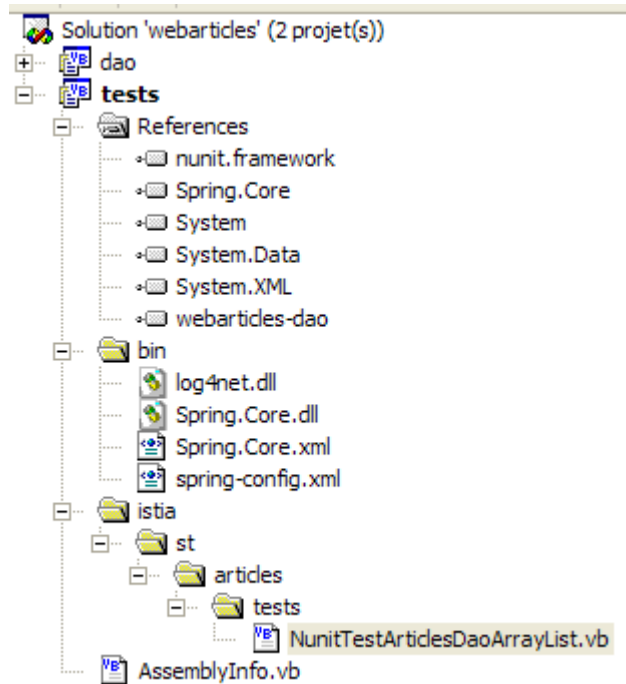 Solution 'webarticles' (2 projet(s))
dao
tests
References
nunit.framework
Spring.Core
System
System.Data
System.XML
webarticles-dao
bin
log4net.dll
Spring.Core.dll
Spring.Core.xml
spring-config.xml
istia
st
articles
tests
NunitTestArticlesDaoArrayList.vb
AssemblyInfo.vb